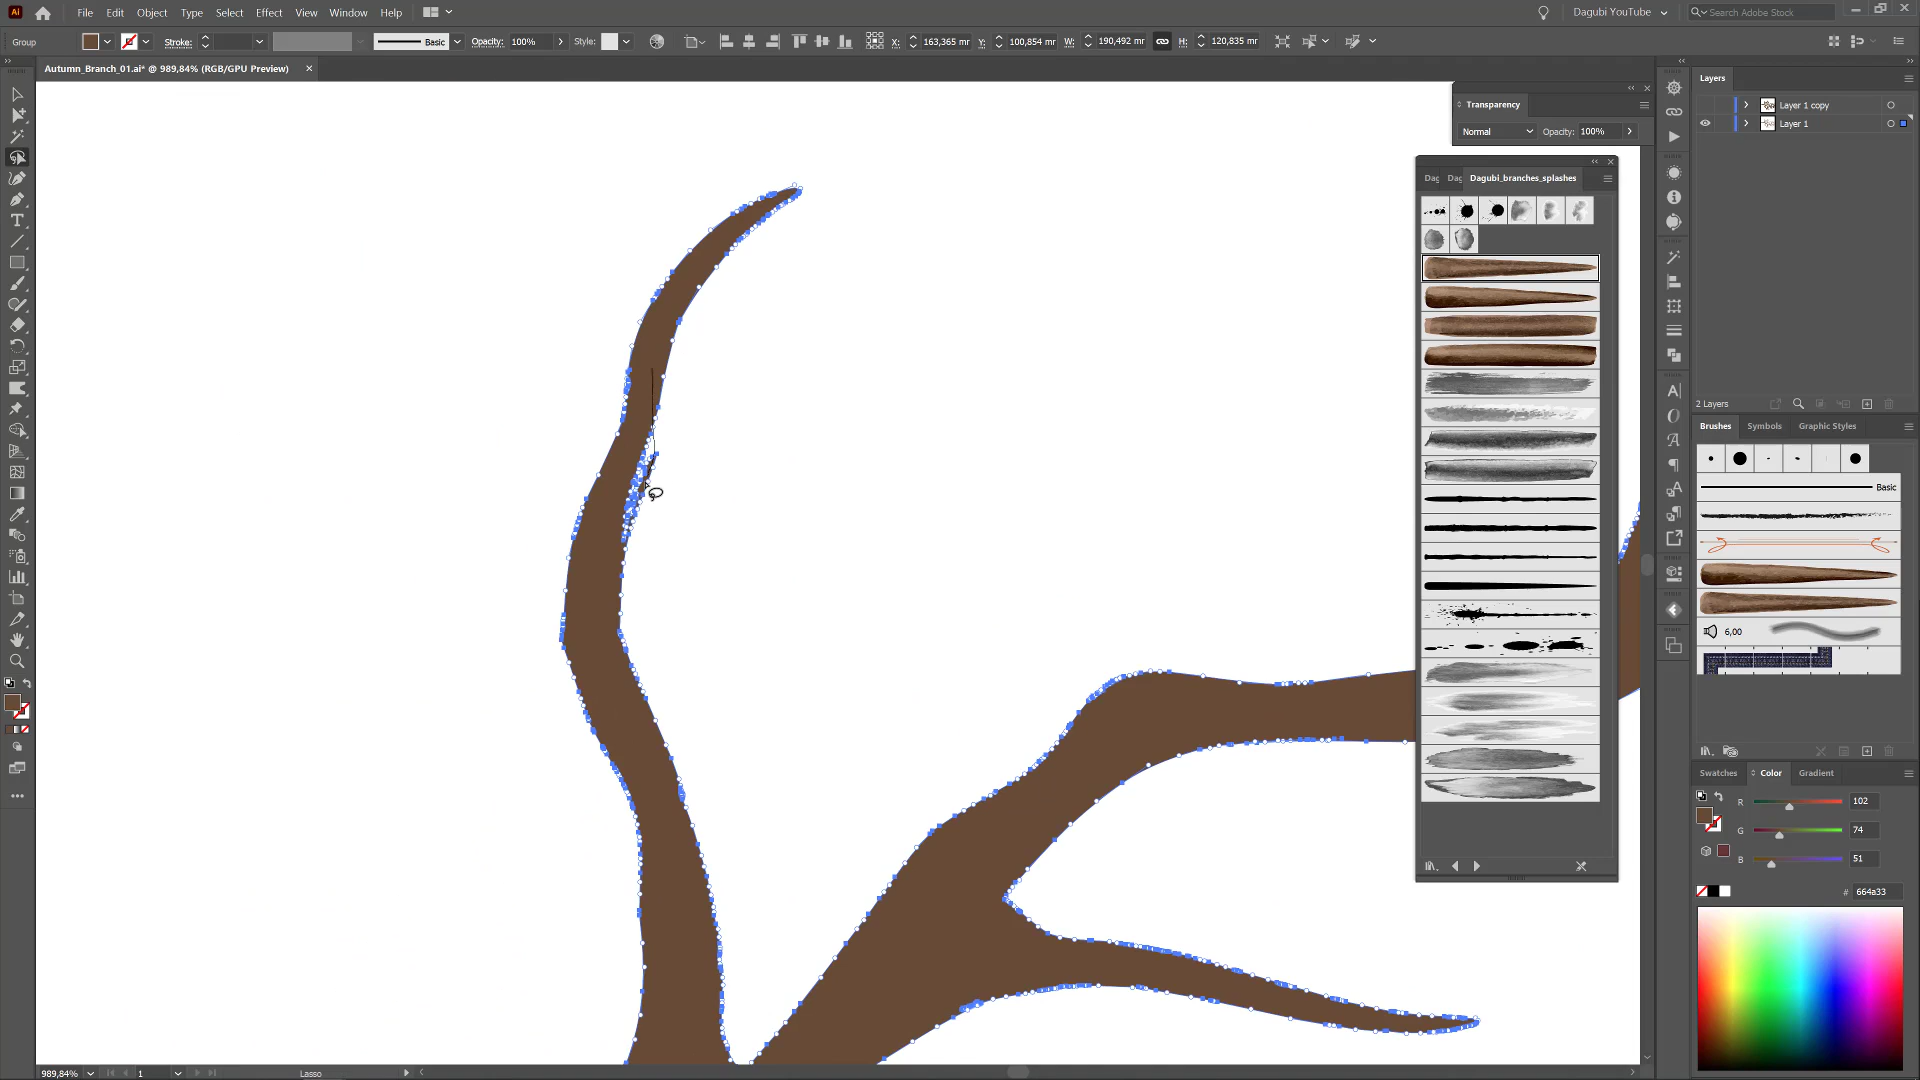 Ai File Edit Object Type Select Effect View Window Help Dagubi YouTube Search Adobe Stock
Group Stroke: Basic Opacity: 100% Style: X: 163,365 mr Y: 100,854 mr W: 190,492 mr H: 120,835 mr
Autumn_Branch_01.ai* @ 989,84% (RGB/GPU Preview)
Layers
Transparency
Layer 1 copy
Normal Opacity: 100%
Layer 1
Dag Dag Dagubi_branches_splashes
2 Layers
Brushes Symbols Graphic Styles
Basic
6,00
Swatches Color Gradient
R 102
G 74
B 51
# 664a33
989,84% 1 Lasso